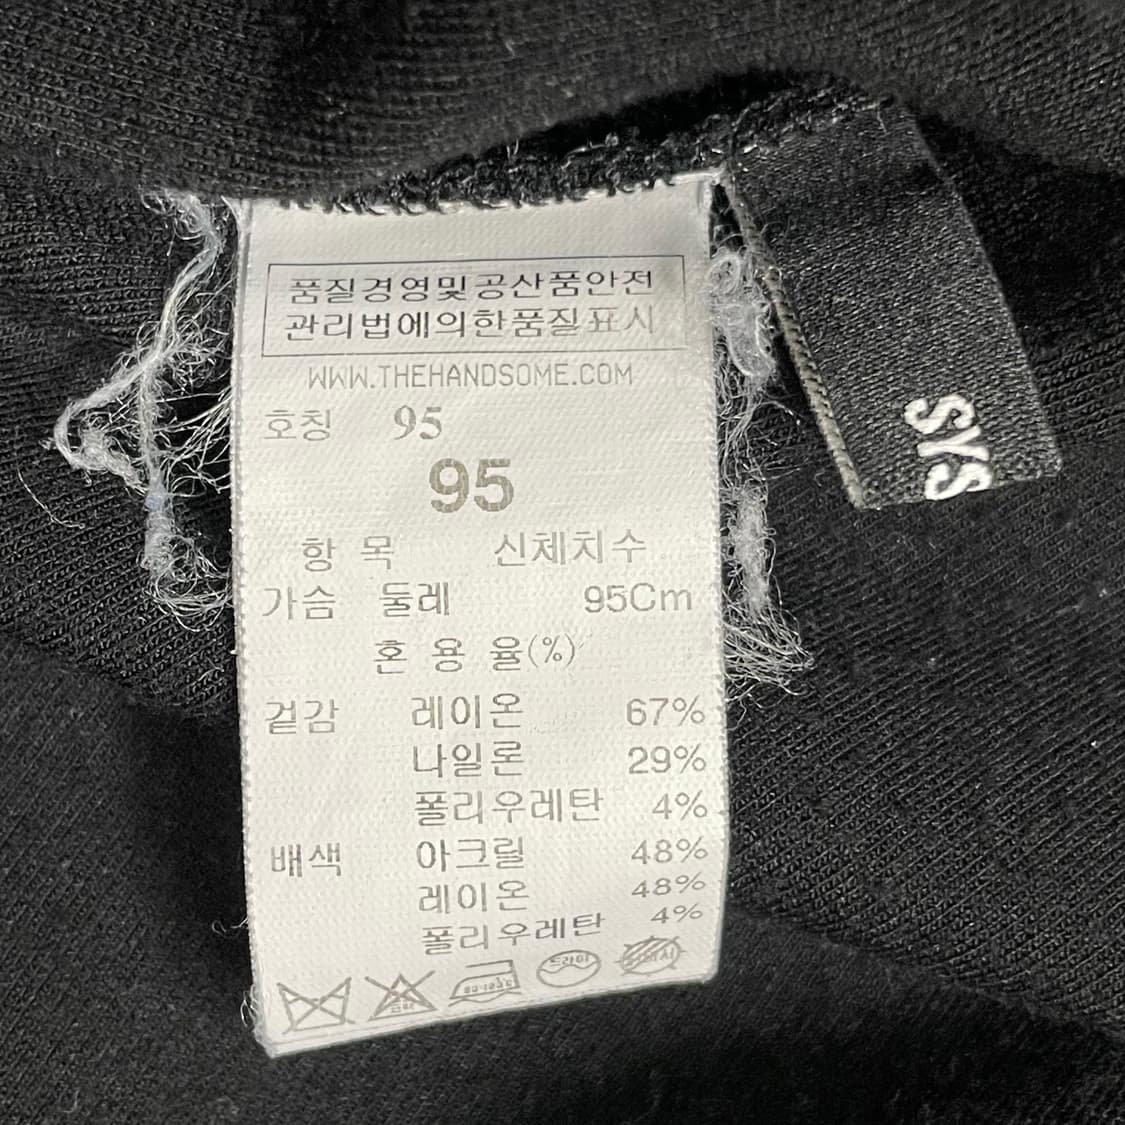 품질경영및공산품안전
관리법에의한품질표시
WWW.THEHANDSOME.COM
호칭 95
95
항 목 신체치수
가슴 둘레 95Cm
혼 용 율(%)
겉감 레이온 67%
나일론 29%
폴리우레탄 4%
배색 아크릴 48%
레이온 48%
폴리우레탄 4%
드라이
SYS